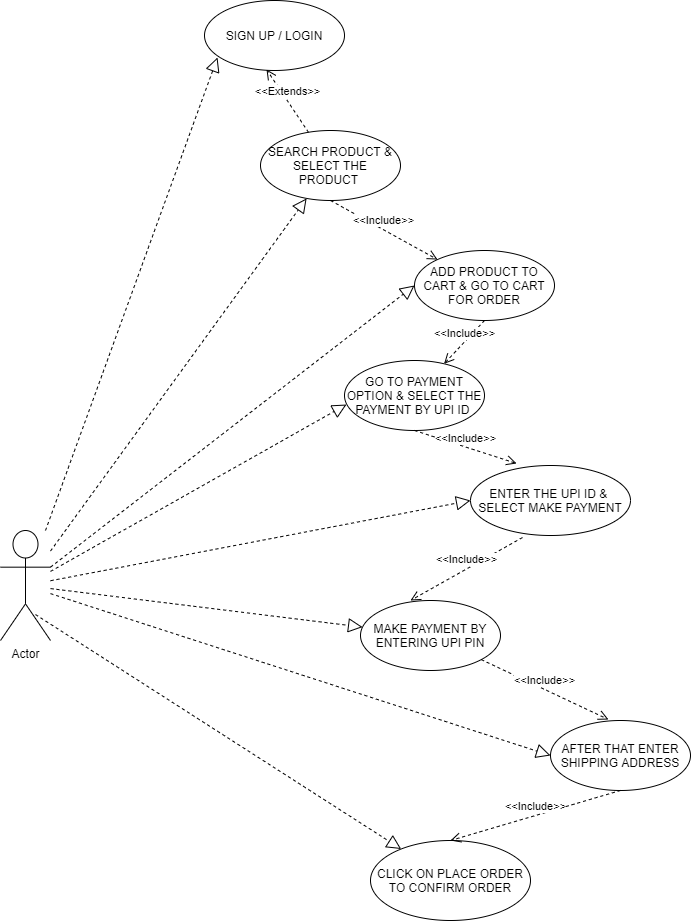 SIGN UP / LOGIN
<<Extends>>
SEARCH PRODUCT &
SELECT THE
PRODUCT
<<Include>>
ADD PRODUCT TO
CART & GO TO CART
FOR ORDER
<<Include>>
GO TO PAYMENT
OPTION & SELECT THE
PAYMENT BY UPI ID
<<Include>>
ENTER THE UPI ID &
SELECT MAKE PAYMENT
<<Include>>
MAKE PAYMENT BY
ENTERING UPI PIN
Actor
<<Include>>
AFTER THAT ENTER
SHIPPING ADDRESS
<<Include>>
CLICK ON PLACE ORDER
TO CONFIRM ORDER